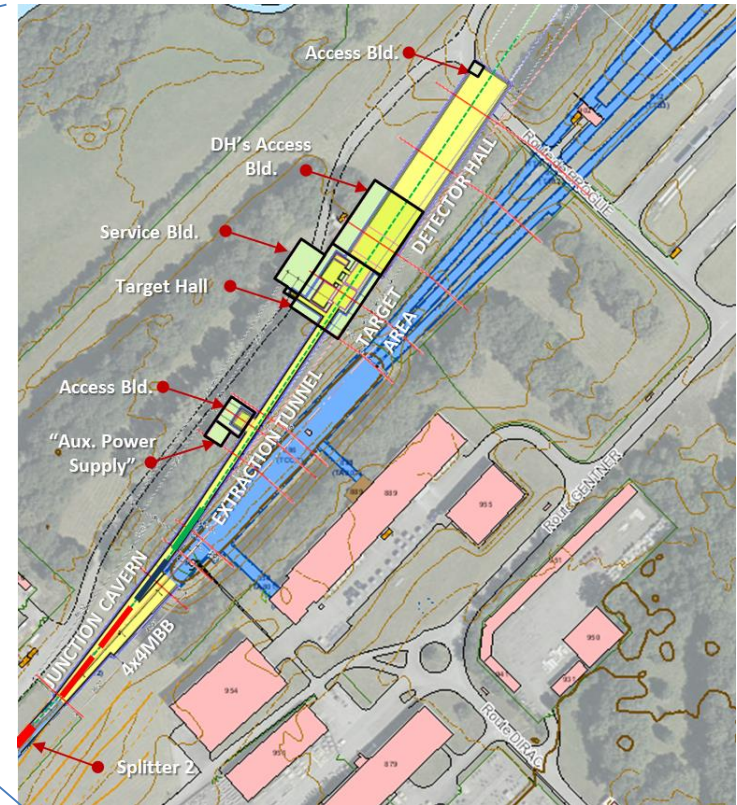 Access Bld.
DH's Access
Bld.
DETECTOR HALL
Service Bld.
Target Hall
TARGET
AREA
Access Bld.
"Aux. Power
Supply"
EXTRACTION TUNNEL
889
955
Route GENTNER
JUNCTION CAVERN
4x4MBB
954
950
931
Route DIRAC
Splitter 2
879